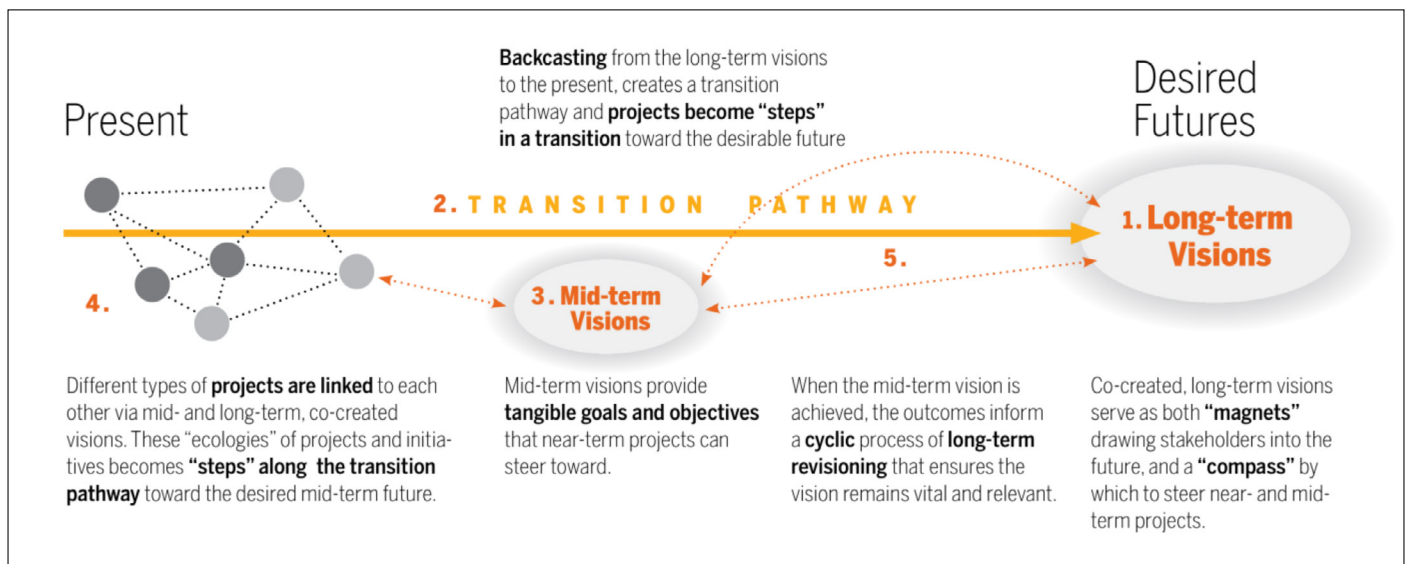 Backcasting from the long-term visions
to the present, creates a transition
pathway and projects become “steps”
in a transition toward the desirable future
Present
Desired
Futures
2. TRANSITION PATHWAY
1. Long-term
Visions
5.
3. Mid-term
Visions
4.
Different types of projects are linked to each
other via mid- and long-term, co-created
visions. These “ecologies” of projects and initia-
tives becomes “steps” along the transition
pathway toward the desired mid-term future.
Mid-term visions provide
tangible goals and objectives
that near-term projects can
steer toward.
When the mid-term vision is
achieved, the outcomes inform
a cyclic process of long-term
revisioning that ensures the
vision remains vital and relevant.
Co-created, long-term visions
serve as both “magnets”
drawing stakeholders into the
future, and a “compass” by
which to steer near- and mid-
term projects.